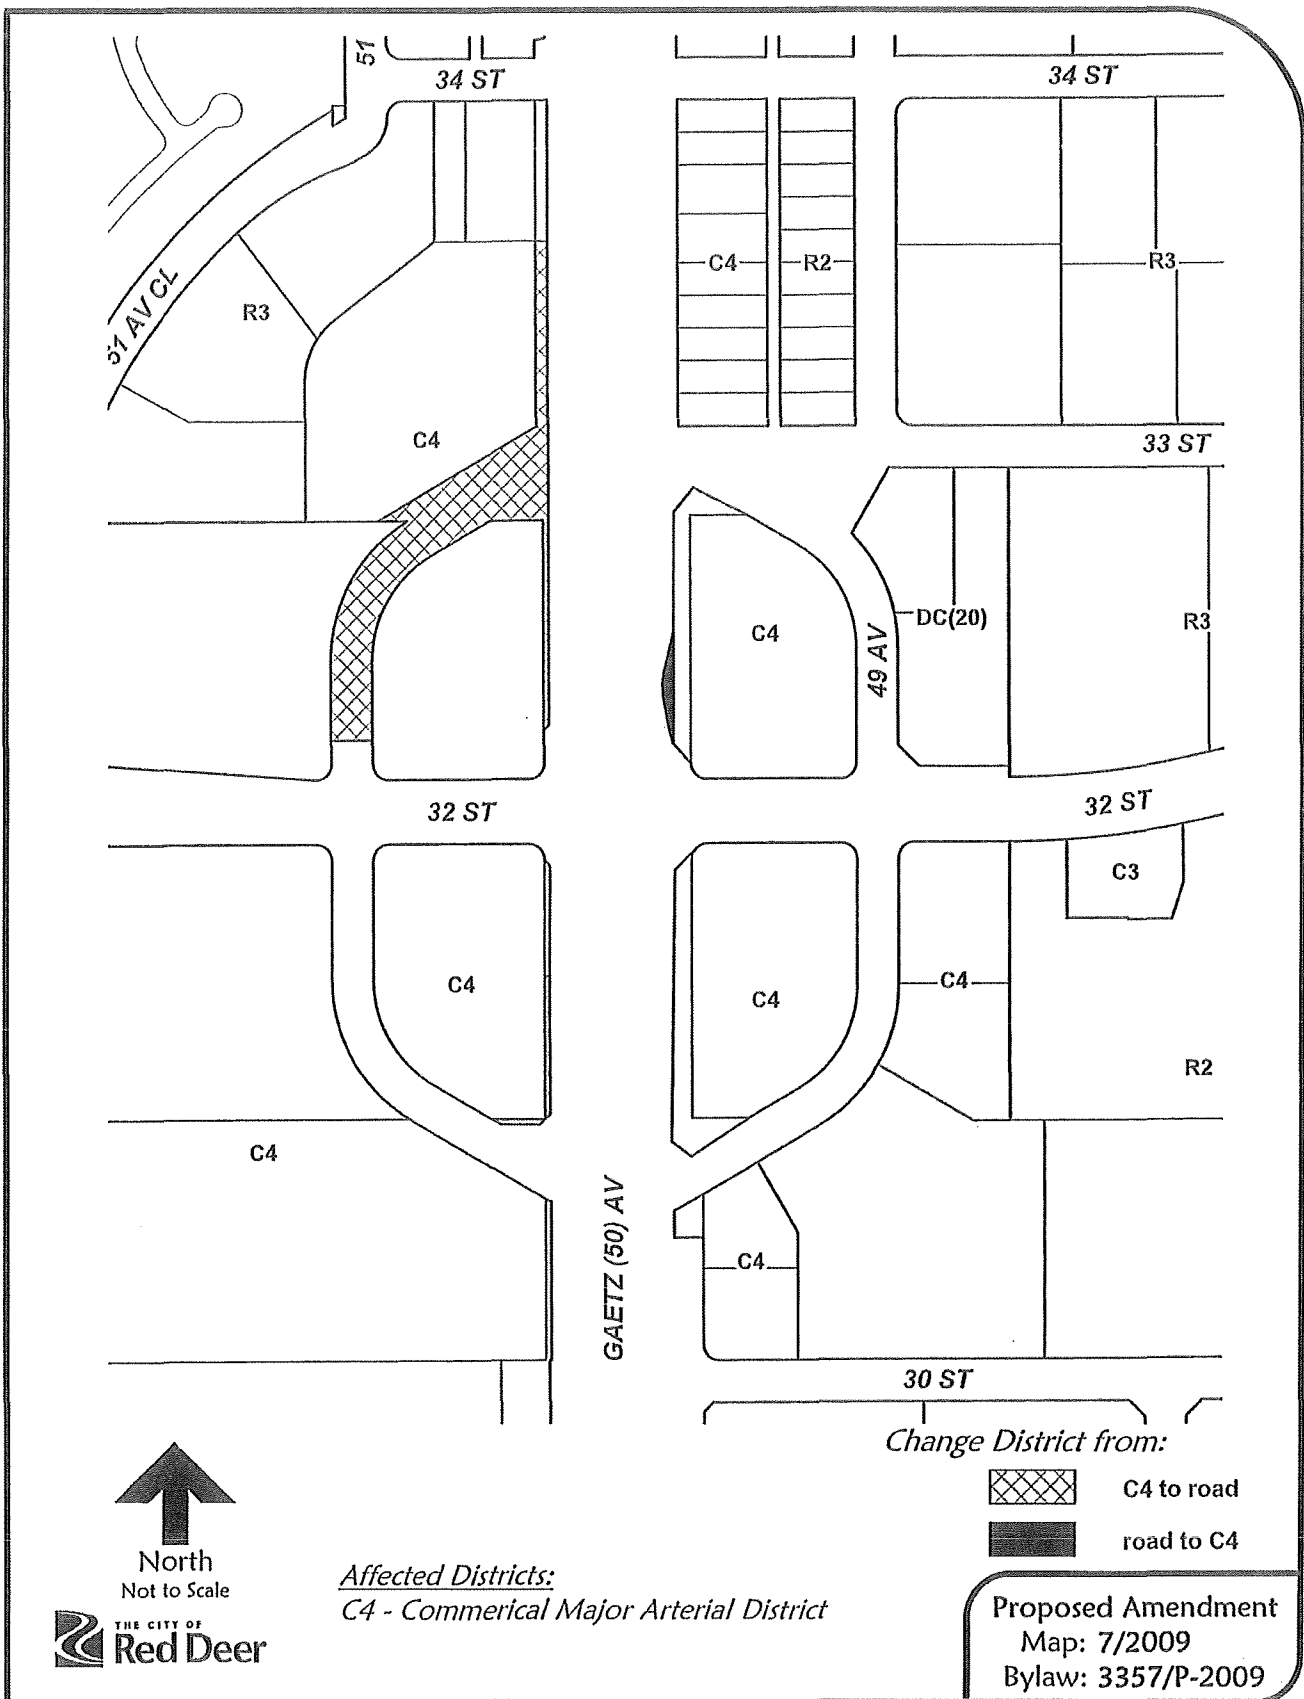 51
34 ST
34 ST
C4
R2
R3
51 AV CL
R3
C4
33 ST
C4
DC(20)
R3
49 AV
32 ST
32 ST
C3
C4
C4
C4
R2
C4
GAETZ (50) AV
C4
30 ST
Change District from:
C4 to road
road to C4
North
Not to Scale
Affected Districts:
C4 - Commerical Major Arterial District
THE CITY OF
Red Deer
Proposed Amendment
Map: 7/2009
Bylaw: 3357/P-2009